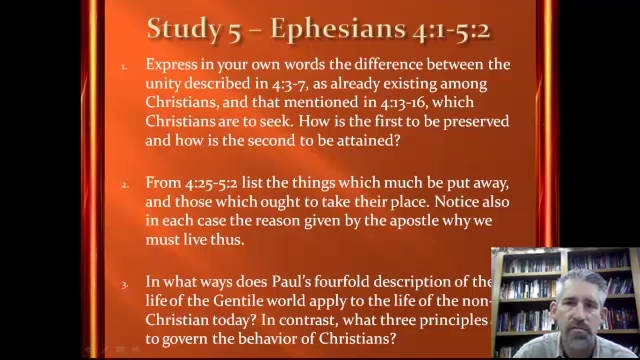 Study 5 – Ephesians 4:1-5:2
1. Express in your own words the difference between the
unity described in 4:3-7, as already existing among
Christians, and that mentioned in 4:13-16, which
Christians are to seek. How is the first to be preserved
and how is the second to be attained?
2. From 4:25-5:2 list the things which much be put away,
and those which ought to take their place. Notice also
in each case the reason given by the apostle why we
must live thus.
3. In what ways does Paul's fourfold description of the
life of the Gentile world apply to the life of the non-
Christian today? In contrast, what three principles
to govern the behavior of Christians?